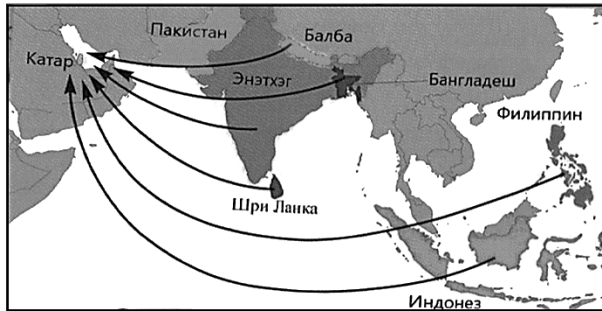 Пакистан
Балба
Катар
Энэтхэг
Бангладеш
Филиппин
Шри Ланка
Индонез